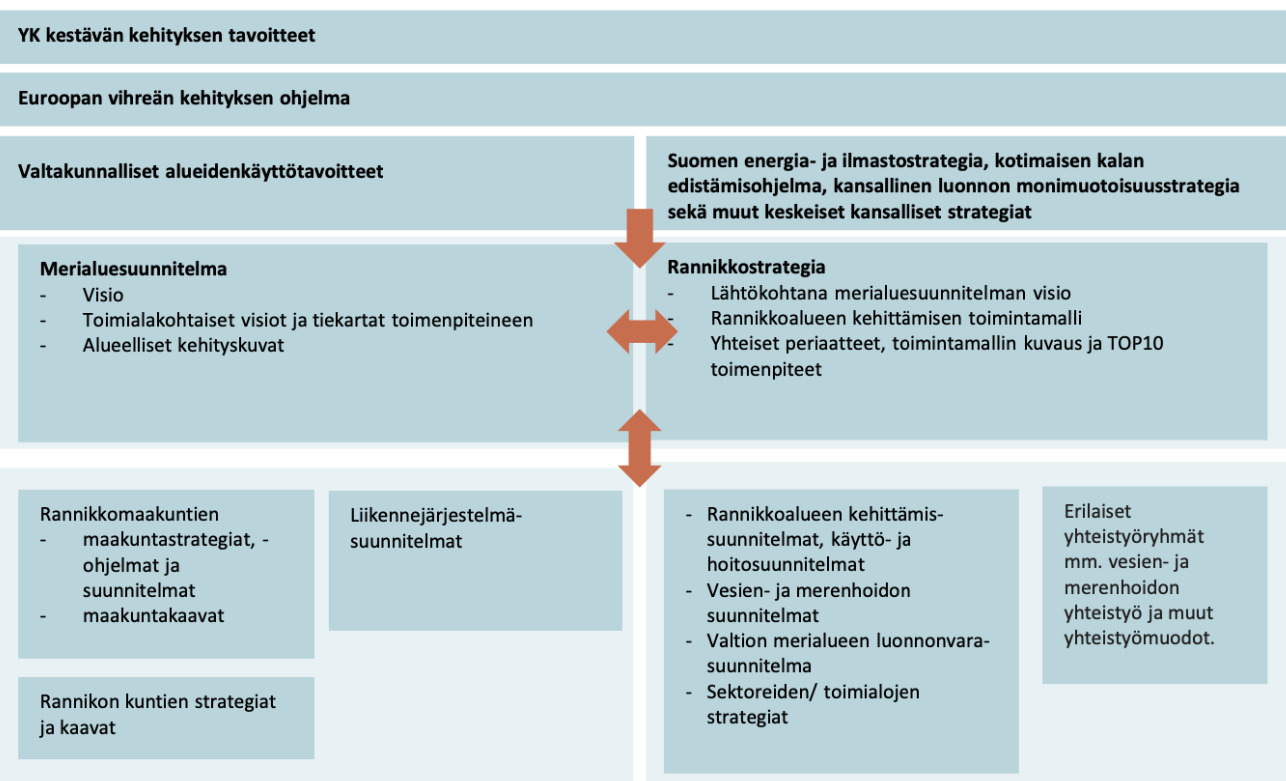 YK kestävän kehityksen tavoitteet
Euroopan vihreän kehityksen ohjelma
Valtakunnalliset alueidenkäyttötavoitteet
Suomen energia- ja ilmastostrategia, kotimaisen kalan
edistämisohjelma, kansallinen luonnon monimuotoisuusstrategia
sekä muut keskeiset kansalliset strategiat
Merialuesuunnitelma
- Visio
- Toimialakohtaiset visiot ja tiekartat toimenpiteineen
- Alueelliset kehityskuvat
Rannikkostrategia
- Lähtökohtana merialuesuunnitelman visio
- Rannikkoalueen kehittämisen toimintamalli
- Yhteiset periaatteet, toimintamallin kuvaus ja TOP10
toimenpiteet
Rannikkomaakuntien
- maakuntastrategiat, -
ohjelmat ja
suunnitelmat
- maakuntakaavat
Liikennejärjestelmä-
suunnitelmat
Rannikon kuntien strategiat
ja kaavat
- Rannikkoalueen kehittämis-
suunnitelmat, käyttö- ja
hoitosuunnitelmat
- Vesien- ja merenhoidon
suunnitelmat
- Valtion merialueen luonnonvara-
suunnitelma
- Sektoreiden/ toimialojen
strategiat
Erilaiset
yhteistyöryhmät
mm. vesien- ja
merenhoidon
yhteistyö ja muut
yhteistyömuodot.